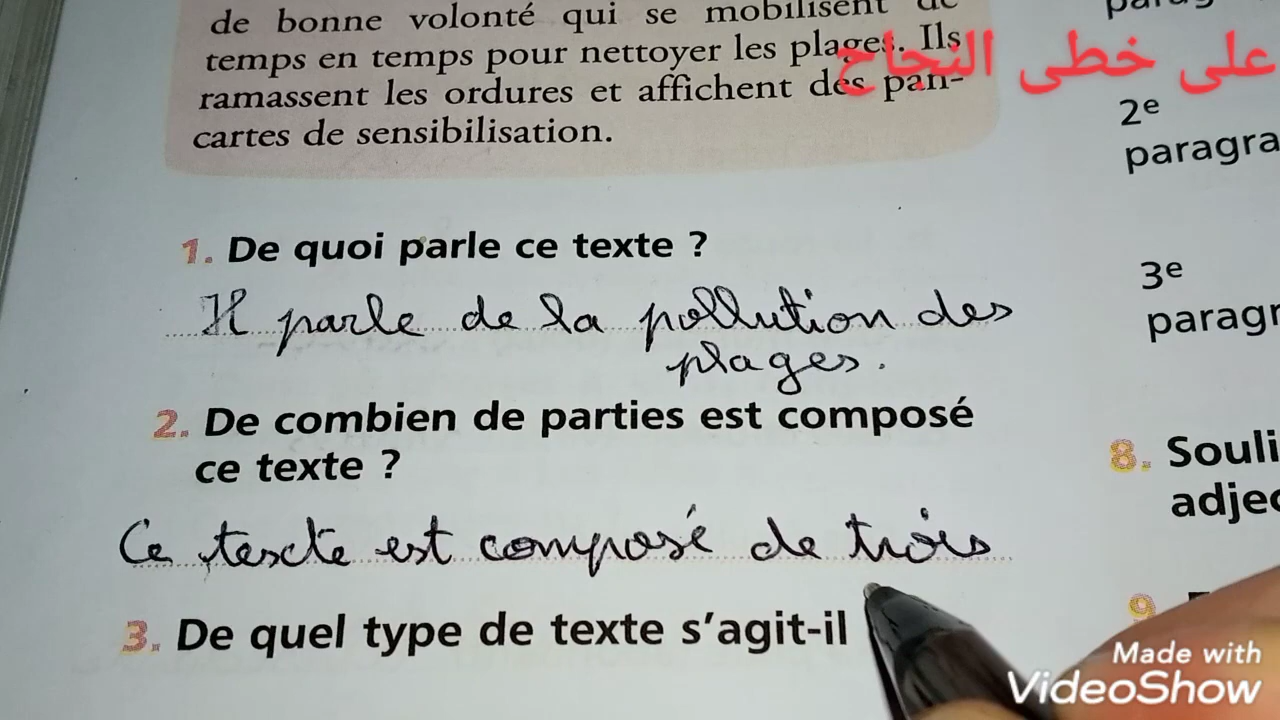 de bonne volonté qui se mobilisent de
temps en temps pour nettoyer les plages. Ils
ramassent les ordures et affichent des pan-
cartes de sensibilisation.
على خطى النجاح
1. De quoi parle ce texte ?
Il parle de la pollution des
plages.
2. De combien de parties est composé
ce texte ?
Ce texte est composé de trois
3. De quel type de texte s'agit-il
2e
paragra
3e
paragr
8. Souli
adjec
9.
Made with
VideoShow